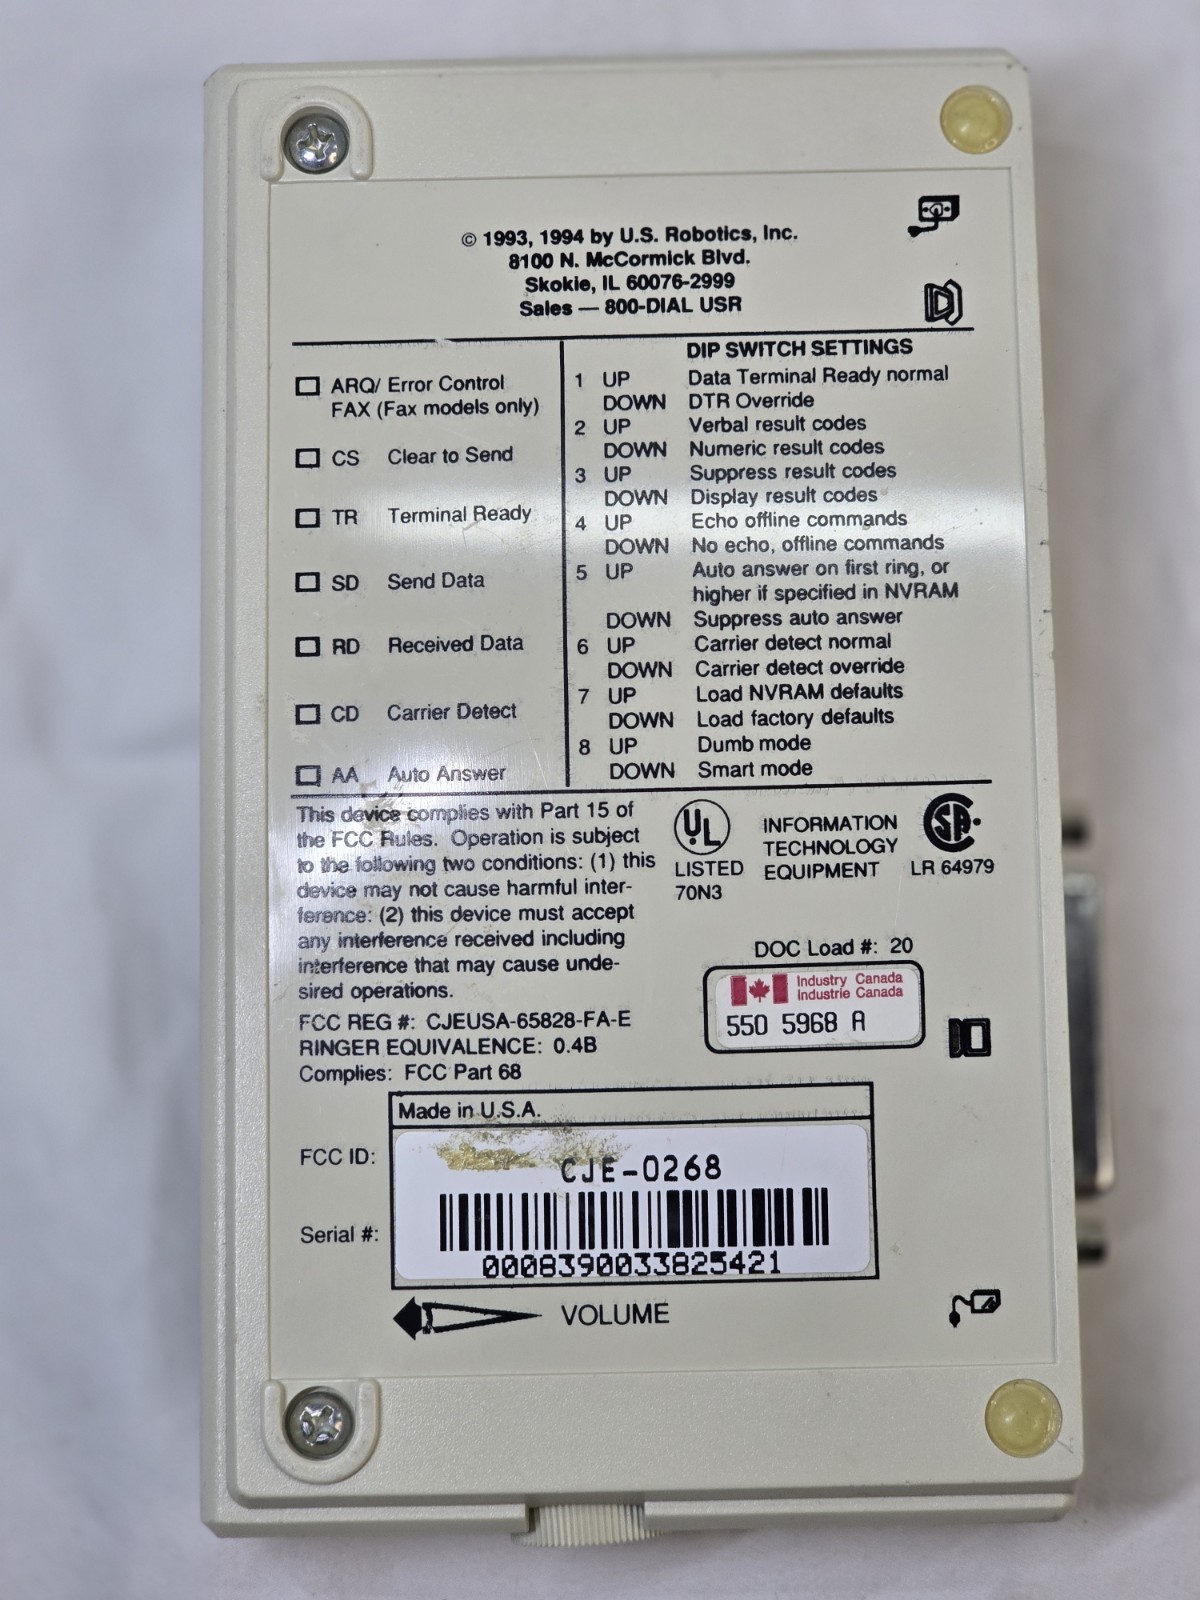 © 1993, 1994 by U.S. Robotics, Inc.
8100 N. McCormick Blvd.
Skokie, IL 60076-2999
Sales — 800-DIAL USR
ARQ/ Error Control
FAX (Fax models only)
CS Clear to Send
TR Terminal Ready
SD Send Data
RD Received Data
CD Carrier Detect
AA Auto Answer
DIP SWITCH SETTINGS
1 UP Data Terminal Ready normal
DOWN DTR Override
2 UP Verbal result codes
DOWN Numeric result codes
3 UP Suppress result codes
DOWN Display result codes
4 UP Echo offline commands
DOWN No echo, offline commands
5 UP Auto answer on first ring, or
higher if specified in NVRAM
DOWN Suppress auto answer
6 UP Carrier detect normal
DOWN Carrier detect override
7 UP Load NVRAM defaults
DOWN Load factory defaults
8 UP Dumb mode
DOWN Smart mode
This device complies with Part 15 of
the FCC Rules. Operation is subject
to the following two conditions: (1) this
device may not cause harmful inter-
ference: (2) this device must accept
any interference received including
interference that may cause unde-
sired operations.
FCC REG #: CJEUSA-65828-FA-E
RINGER EQUIVALENCE: 0.4B
Complies: FCC Part 68
UL
LISTED
70N3
INFORMATION
TECHNOLOGY
EQUIPMENT
SA
LR 64979
DOC Load #: 20
Industry Canada
Industrie Canada
550 5968 A
Made in U.S.A.
FCC ID: CJE-0268
Serial #: 0008390033825421
VOLUME